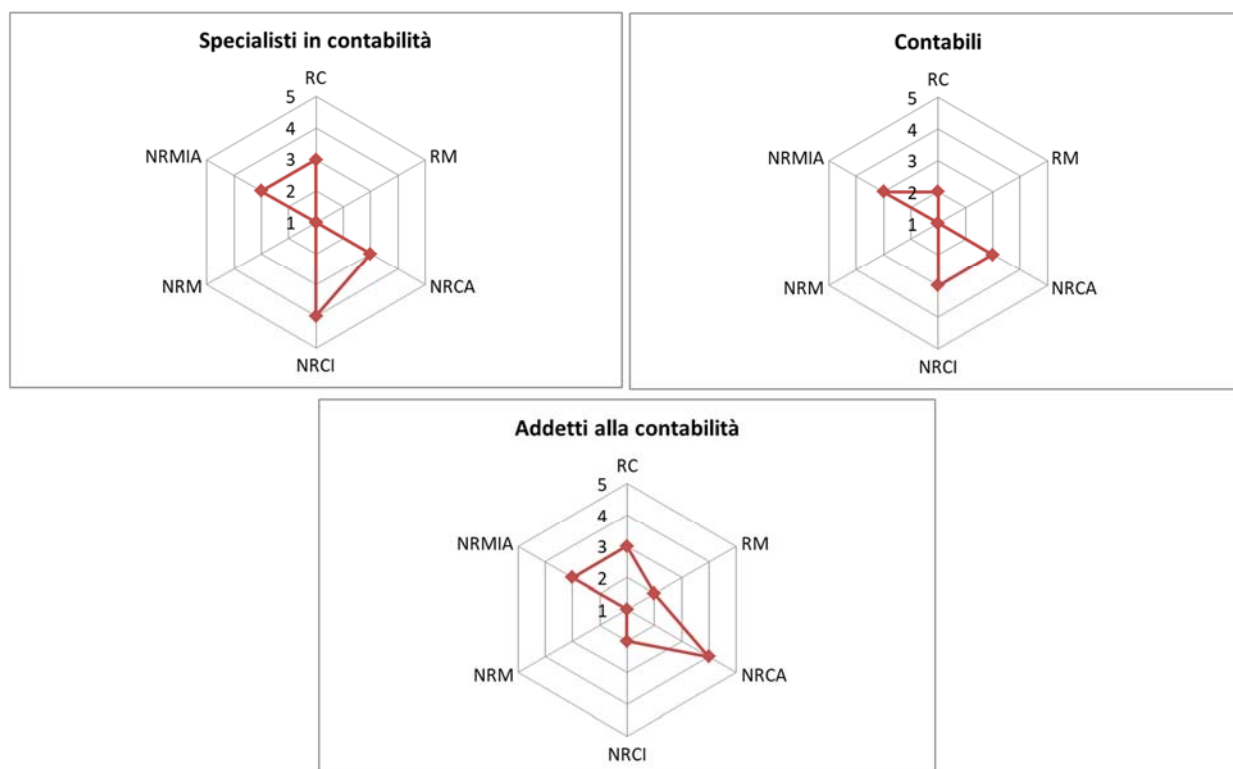 Specialisti in contabilità
RC
5
4
NRMIA
3
RM
2
1
NRM
NRCA
NRCI
Contabili
RC
5
4
NRMIA
3
RM
2
1
NRM
NRCA
NRCI
Addetti alla contabilità
RC
5
4
NRMIA
3
RM
2
1
NRM
NRCA
NRCI